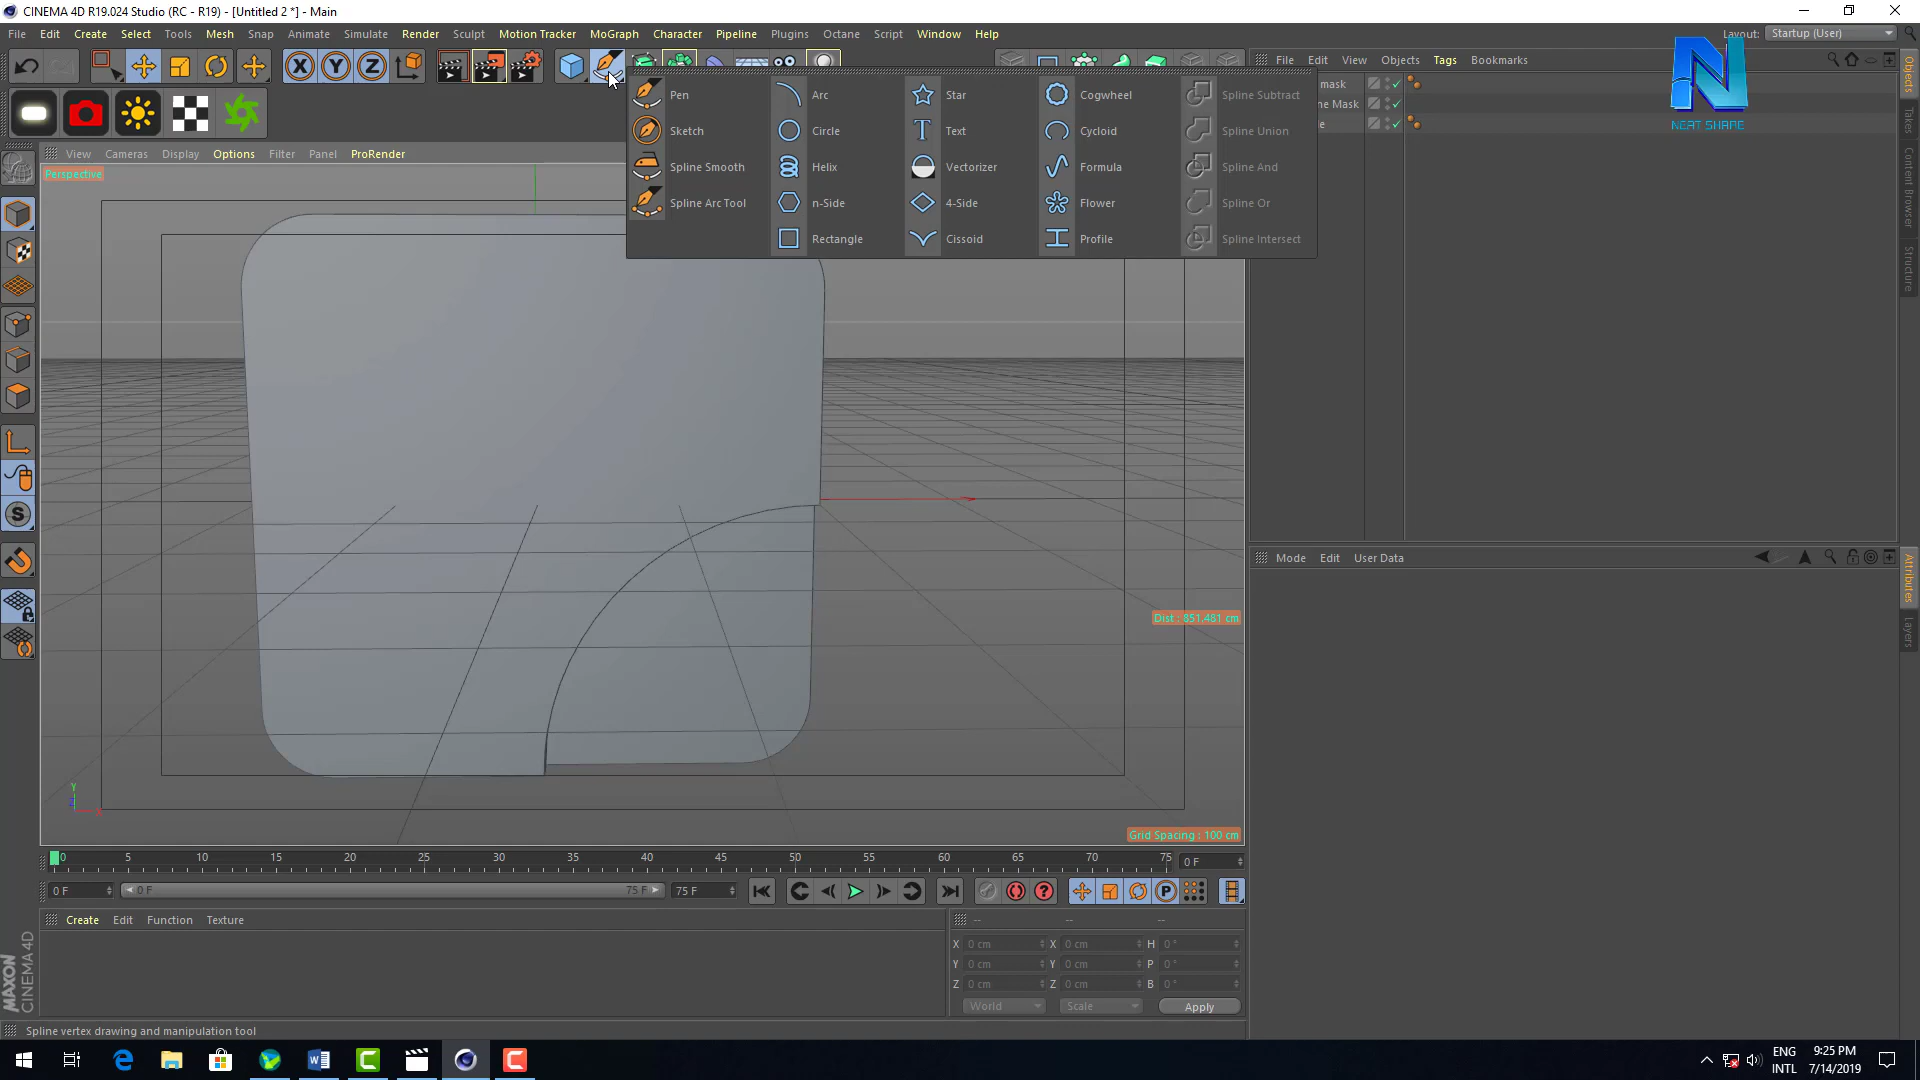 CINEMA 4D R19.024 Studio (RC - R19) - [Untitled 2 *] - Main
File Edit Create Select Tools Mesh Snap Animate Simulate Render Sculpt Motion Tracker MoGraph Character Pipeline Plugins Octane Script Window Help
Layout: Startup (User)
File Edit View Objects Tags Bookmarks
NEAT SHARE
mask
ne Mask
e
Pen Arc Star Cogwheel Spline Subtract
Sketch Circle Text Cycloid Spline Union
Spline Smooth Helix Vectorizer Formula Spline And
Spline Arc Tool n-Side 4-Side Flower Spline Or
Rectangle Cissoid Profile Spline Intersect
View Cameras Display Options Filter Panel ProRender
Perspective
Objects
Takes
Content Browser
Structure
Mode Edit User Data
Attributes
Layers
Dist : 851.481 cm
Y
Z
X
Grid Spacing : 100 cm
0 5 10 15 20 25 30 35 40 45 50 55 60 65 70 75 0 F
0 F 0 F 75 F 75 F
Create Edit Function Texture
-- -- --
X 0 cm X 0 cm H 0 °
Y 0 cm Y 0 cm P 0 °
Z 0 cm Z 0 cm B 0 °
World Scale Apply
MAXON
CINEMA 4D
Spline vertex drawing and manipulation tool
ENG
INTL
9:25 PM
7/14/2019